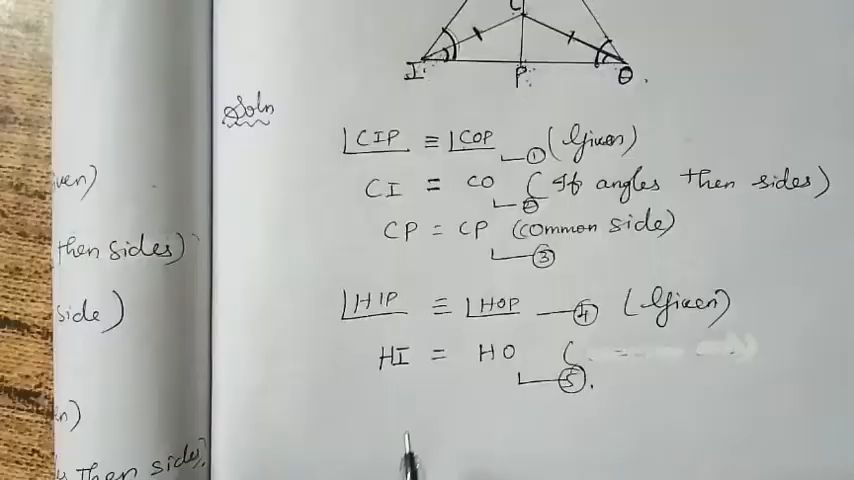 C
I P O
Soln
∟CIP ≡ ∟COP ① (Given)
CI = CO ② (If angles then sides)
CP = CP (common side)
③
∟HIP ≡ ∟HOP ④ (Given)
HI = HO (
⑤.
then sides)
side)
Then sides)